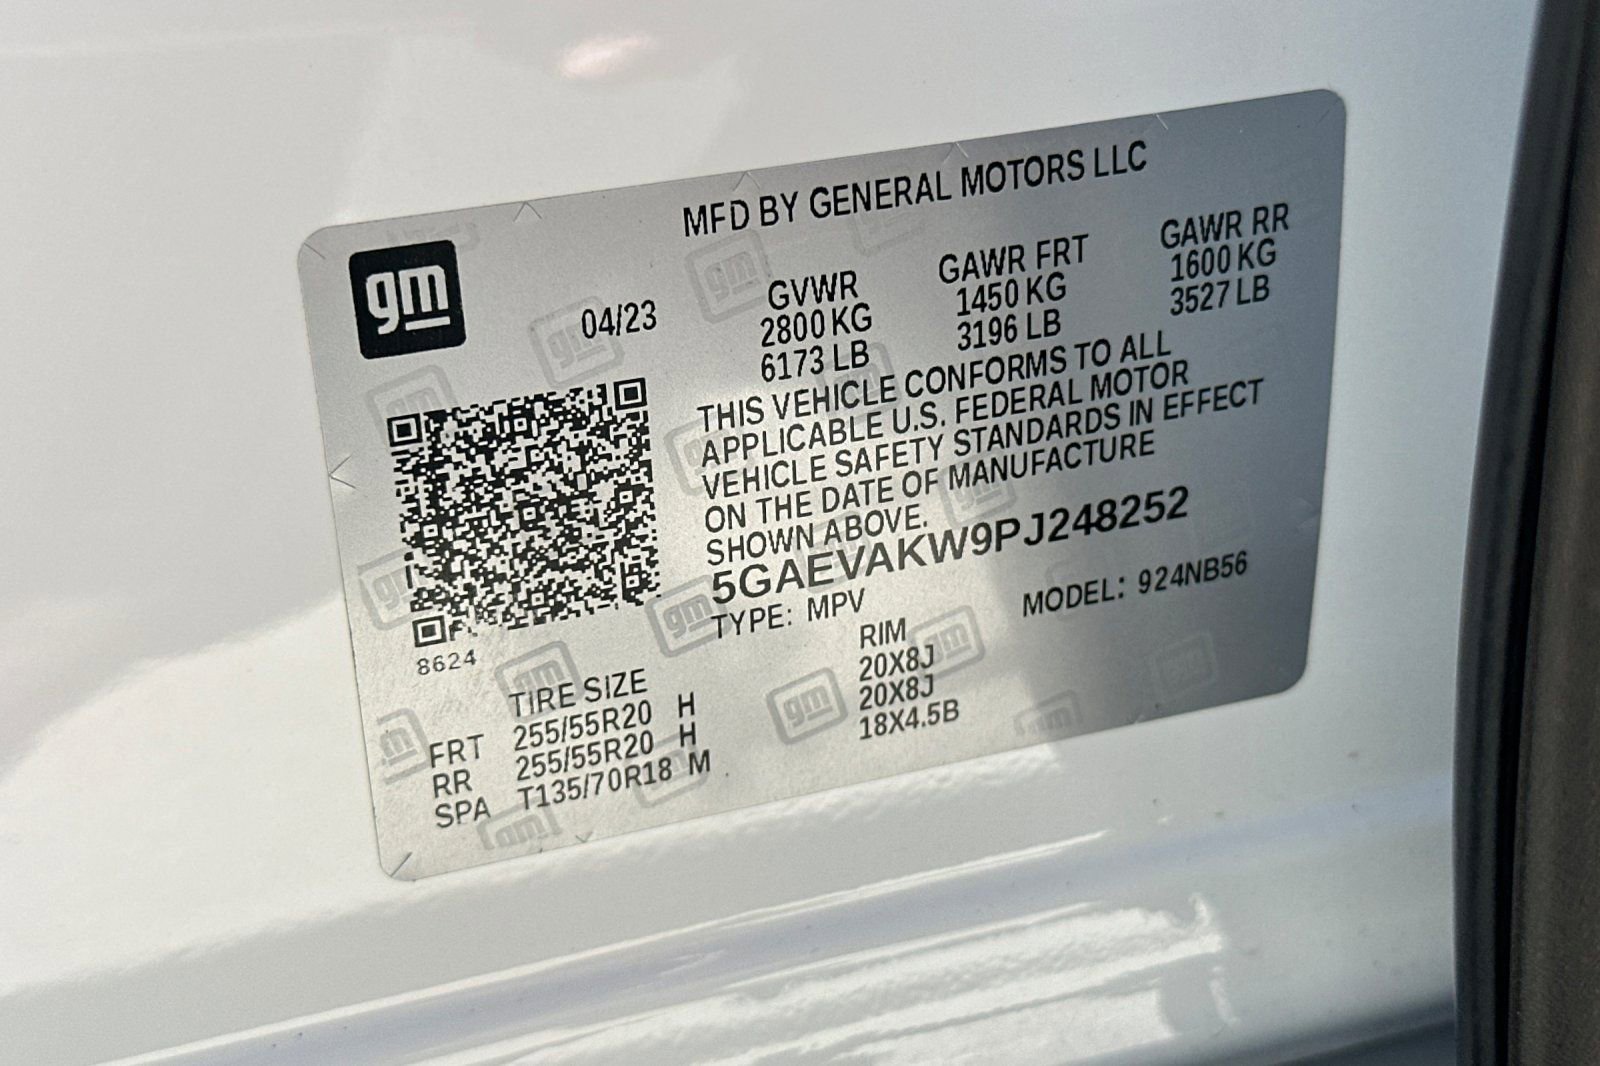 MFD BY GENERAL MOTORS LLC
gm
04/23
GVWR GAWR FRT GAWR RR
2800 KG 1450 KG 1600 KG
6173 LB 3196 LB 3527 LB
THIS VEHICLE CONFORMS TO ALL
APPLICABLE U.S. FEDERAL MOTOR
VEHICLE SAFETY STANDARDS IN EFFECT
ON THE DATE OF MANUFACTURE
SHOWN ABOVE.
5GAEVAKW9PJ248252
TYPE: MPV MODEL: 924NB56
8624
TIRE SIZE RIM
FRT 255/55R20 H 20X8J
RR 255/55R20 H 20X8J
SPA T135/70R18 M 18X4.5B